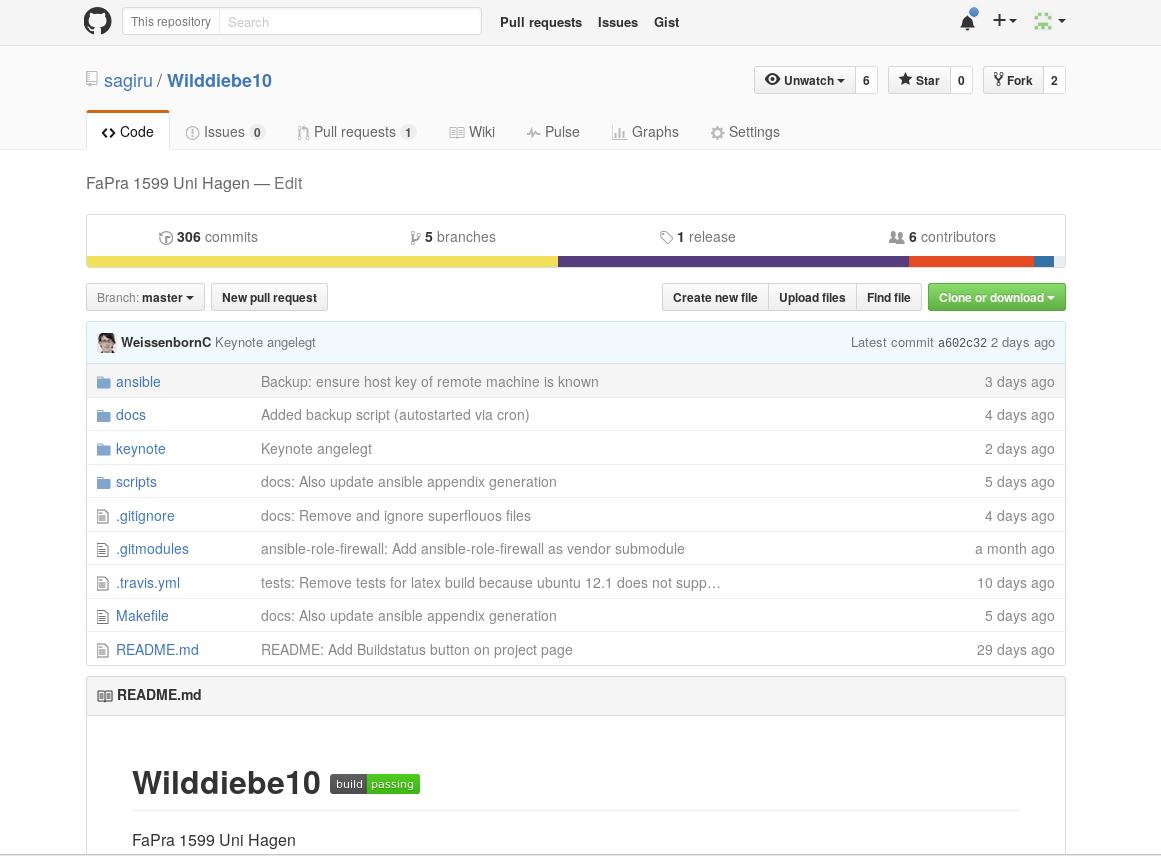 This repository Search Pull requests Issues Gist
sagiru / Wilddiebe10 Unwatch 6 Star 0 Fork 2
Code Issues 0 Pull requests 1 Wiki Pulse Graphs Settings
FaPra 1599 Uni Hagen — Edit
306 commits 5 branches 1 release 6 contributors
Branch: master New pull request Create new file Upload files Find file Clone or download
WeissenbornC Keynote angelegt Latest commit a602c32 2 days ago
ansible Backup: ensure host key of remote machine is known 3 days ago
docs Added backup script (autostarted via cron) 4 days ago
keynote Keynote angelegt 2 days ago
scripts docs: Also update ansible appendix generation 5 days ago
.gitignore docs: Remove and ignore superflouos files 4 days ago
.gitmodules ansible-role-firewall: Add ansible-role-firewall as vendor submodule a month ago
.travis.yml tests: Remove tests for latex build because ubuntu 12.1 does not supp… 10 days ago
Makefile docs: Also update ansible appendix generation 5 days ago
README.md README: Add Buildstatus button on project page 29 days ago
README.md
Wilddiebe10 build passing
FaPra 1599 Uni Hagen